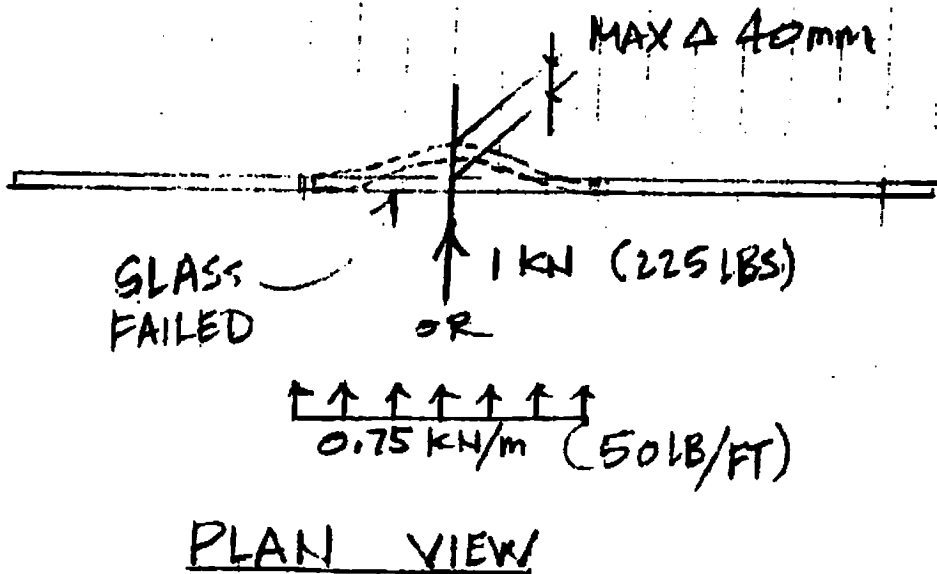 MAX Δ 40mm
GLASS
FAILED
1 KN (225 LBS)
OR
0.75 KN/m (50 LB/FT)
PLAN VIEW